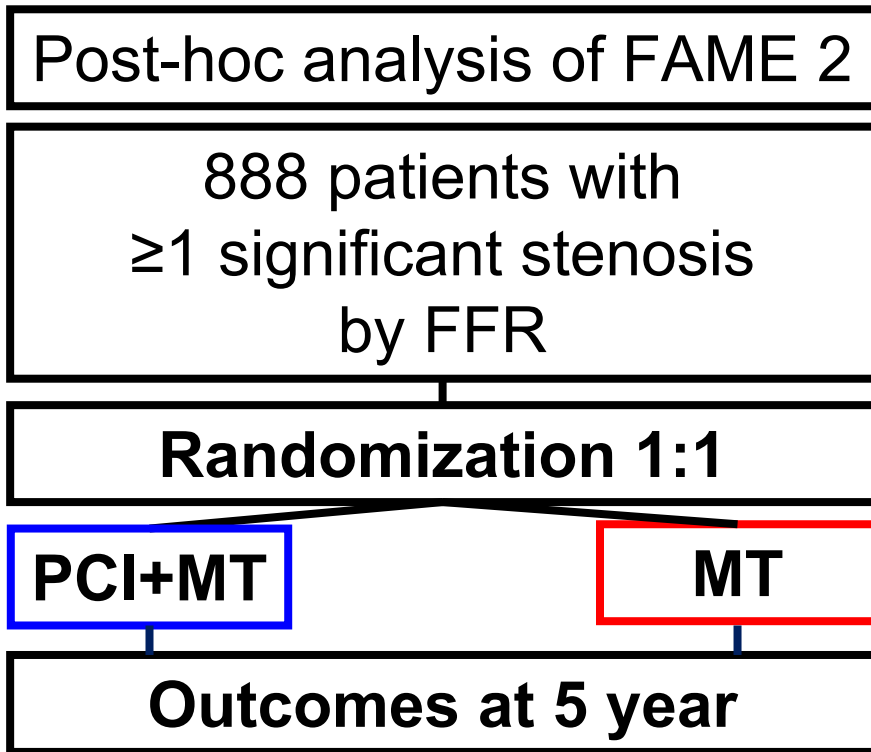 Post-hoc analysis of FAME 2
888 patients with
≥1 significant stenosis
by FFR
Randomization 1:1
PCI+MT
MT
Outcomes at 5 year